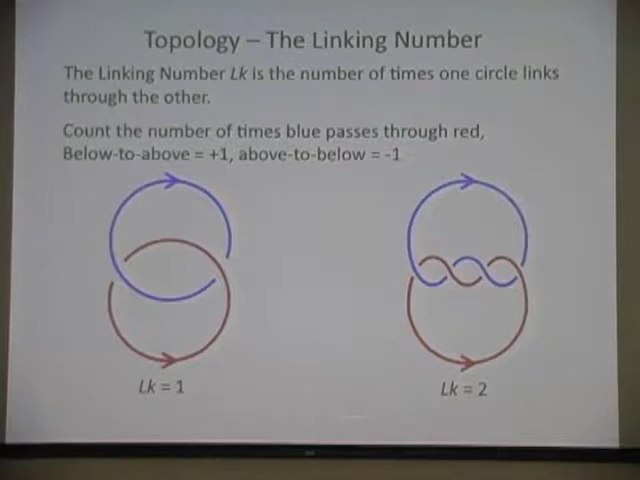 Topology – The Linking Number
The Linking Number Lk is the number of times one circle links
through the other.
Count the number of times blue passes through red,
Below-to-above = +1, above-to-below = -1
Lk = 1
Lk = 2